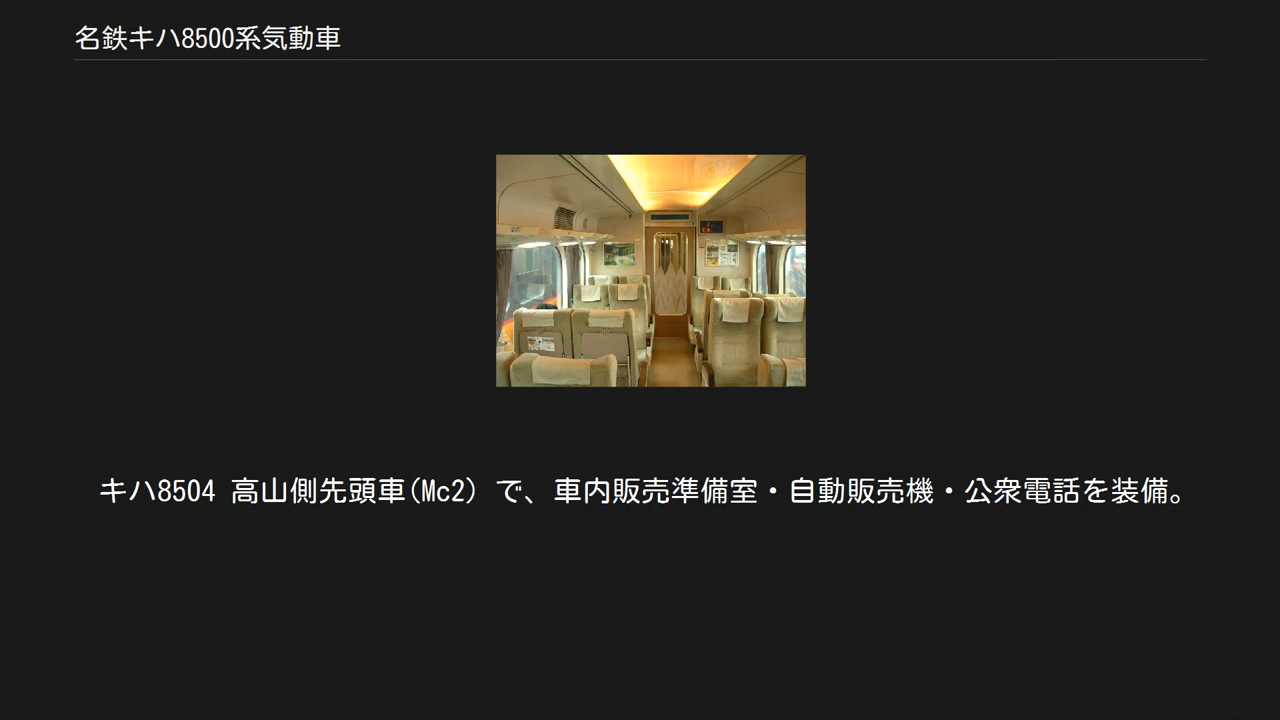 名鉄キハ8500系気動車
キハ8504 高山側先頭車(Mc2) で、車内販売準備室・自動販売機・公衆電話を装備。